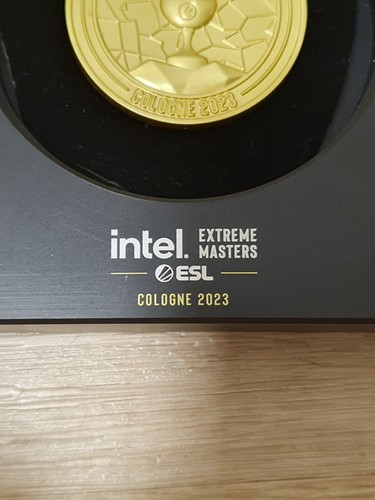 COLOGNE 2023
intel. EXTREME
MASTERS
ESL
COLOGNE 2023